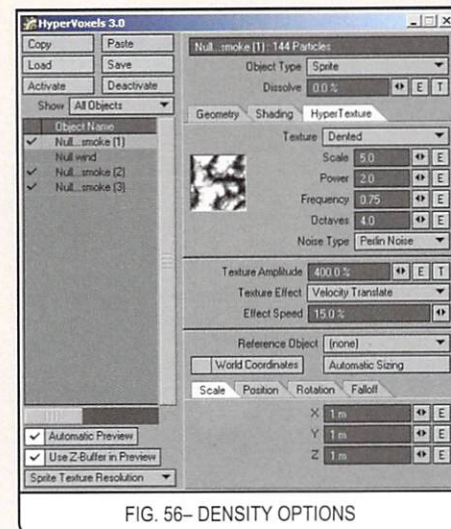 HyperVoxels 3.0
Copy Paste
Load Save
Activate Deactivate
Show All Objects
Object Name
Null...smoke (1)
Null wind
Null...smoke (2)
Null...smoke (3)
Automatic Preview
Use Z-Buffer in Preview
Sprite Texture Resolution
Null...smoke (1) : 144 Particles
Object Type Sprite
Dissolve 0.0 % E T
Geometry Shading HyperTexture
Texture Dented
Scale 5.0 E
Power 2.0 E
Frequency 0.75 E
Octaves 4.0 E
Noise Type Perlin Noise
Texture Amplitude 400.0 % E T
Texture Effect Velocity Translate
Effect Speed 15.0 %
Reference Object (none)
World Coordinates Automatic Sizing
Scale Position Rotation Falloff
X 1 m E
Y 1 m E
Z 1 m E
FIG. 56– DENSITY OPTIONS